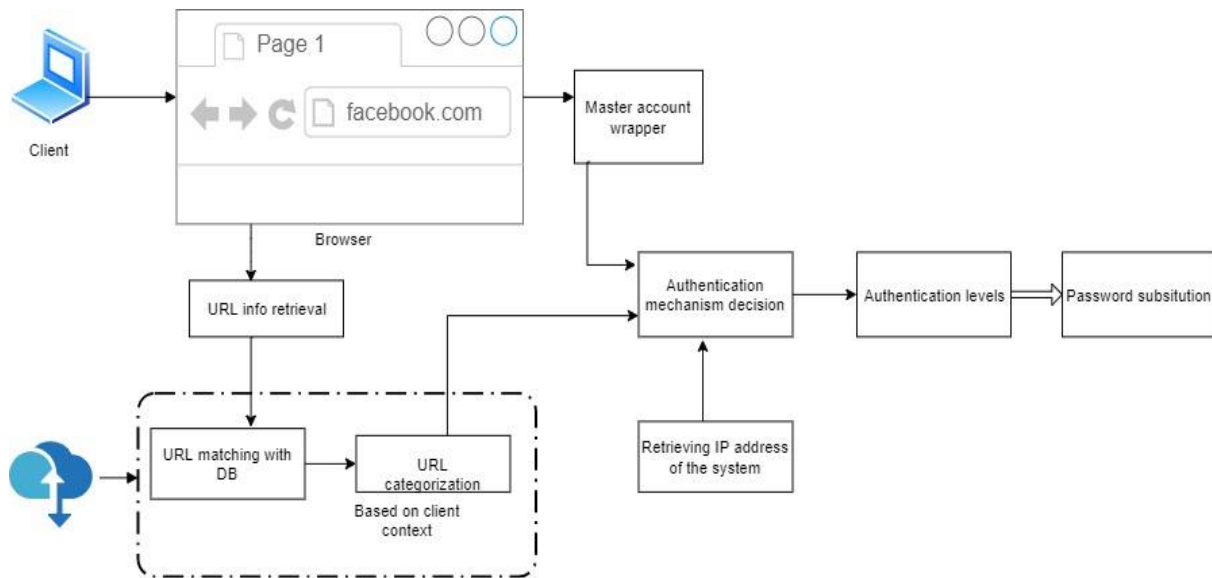 Page 1
facebook.com
Client
Browser
Master account
wrapper
URL info retrieval
Authentication
mechanism decision
Authentication levels
Password subsitution
URL matching with
DB
URL
categorization
Based on client
context
Retrieving IP address
of the system